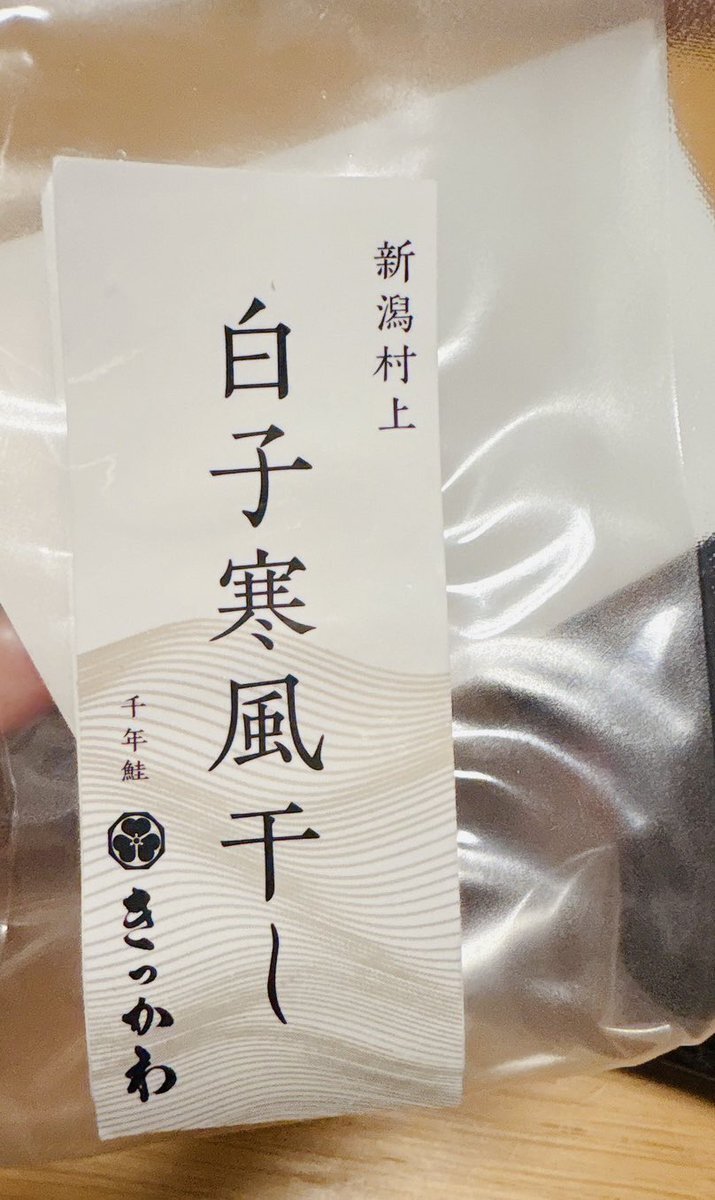 新潟村上
白子寒風干し
千年鮭
きっかわ